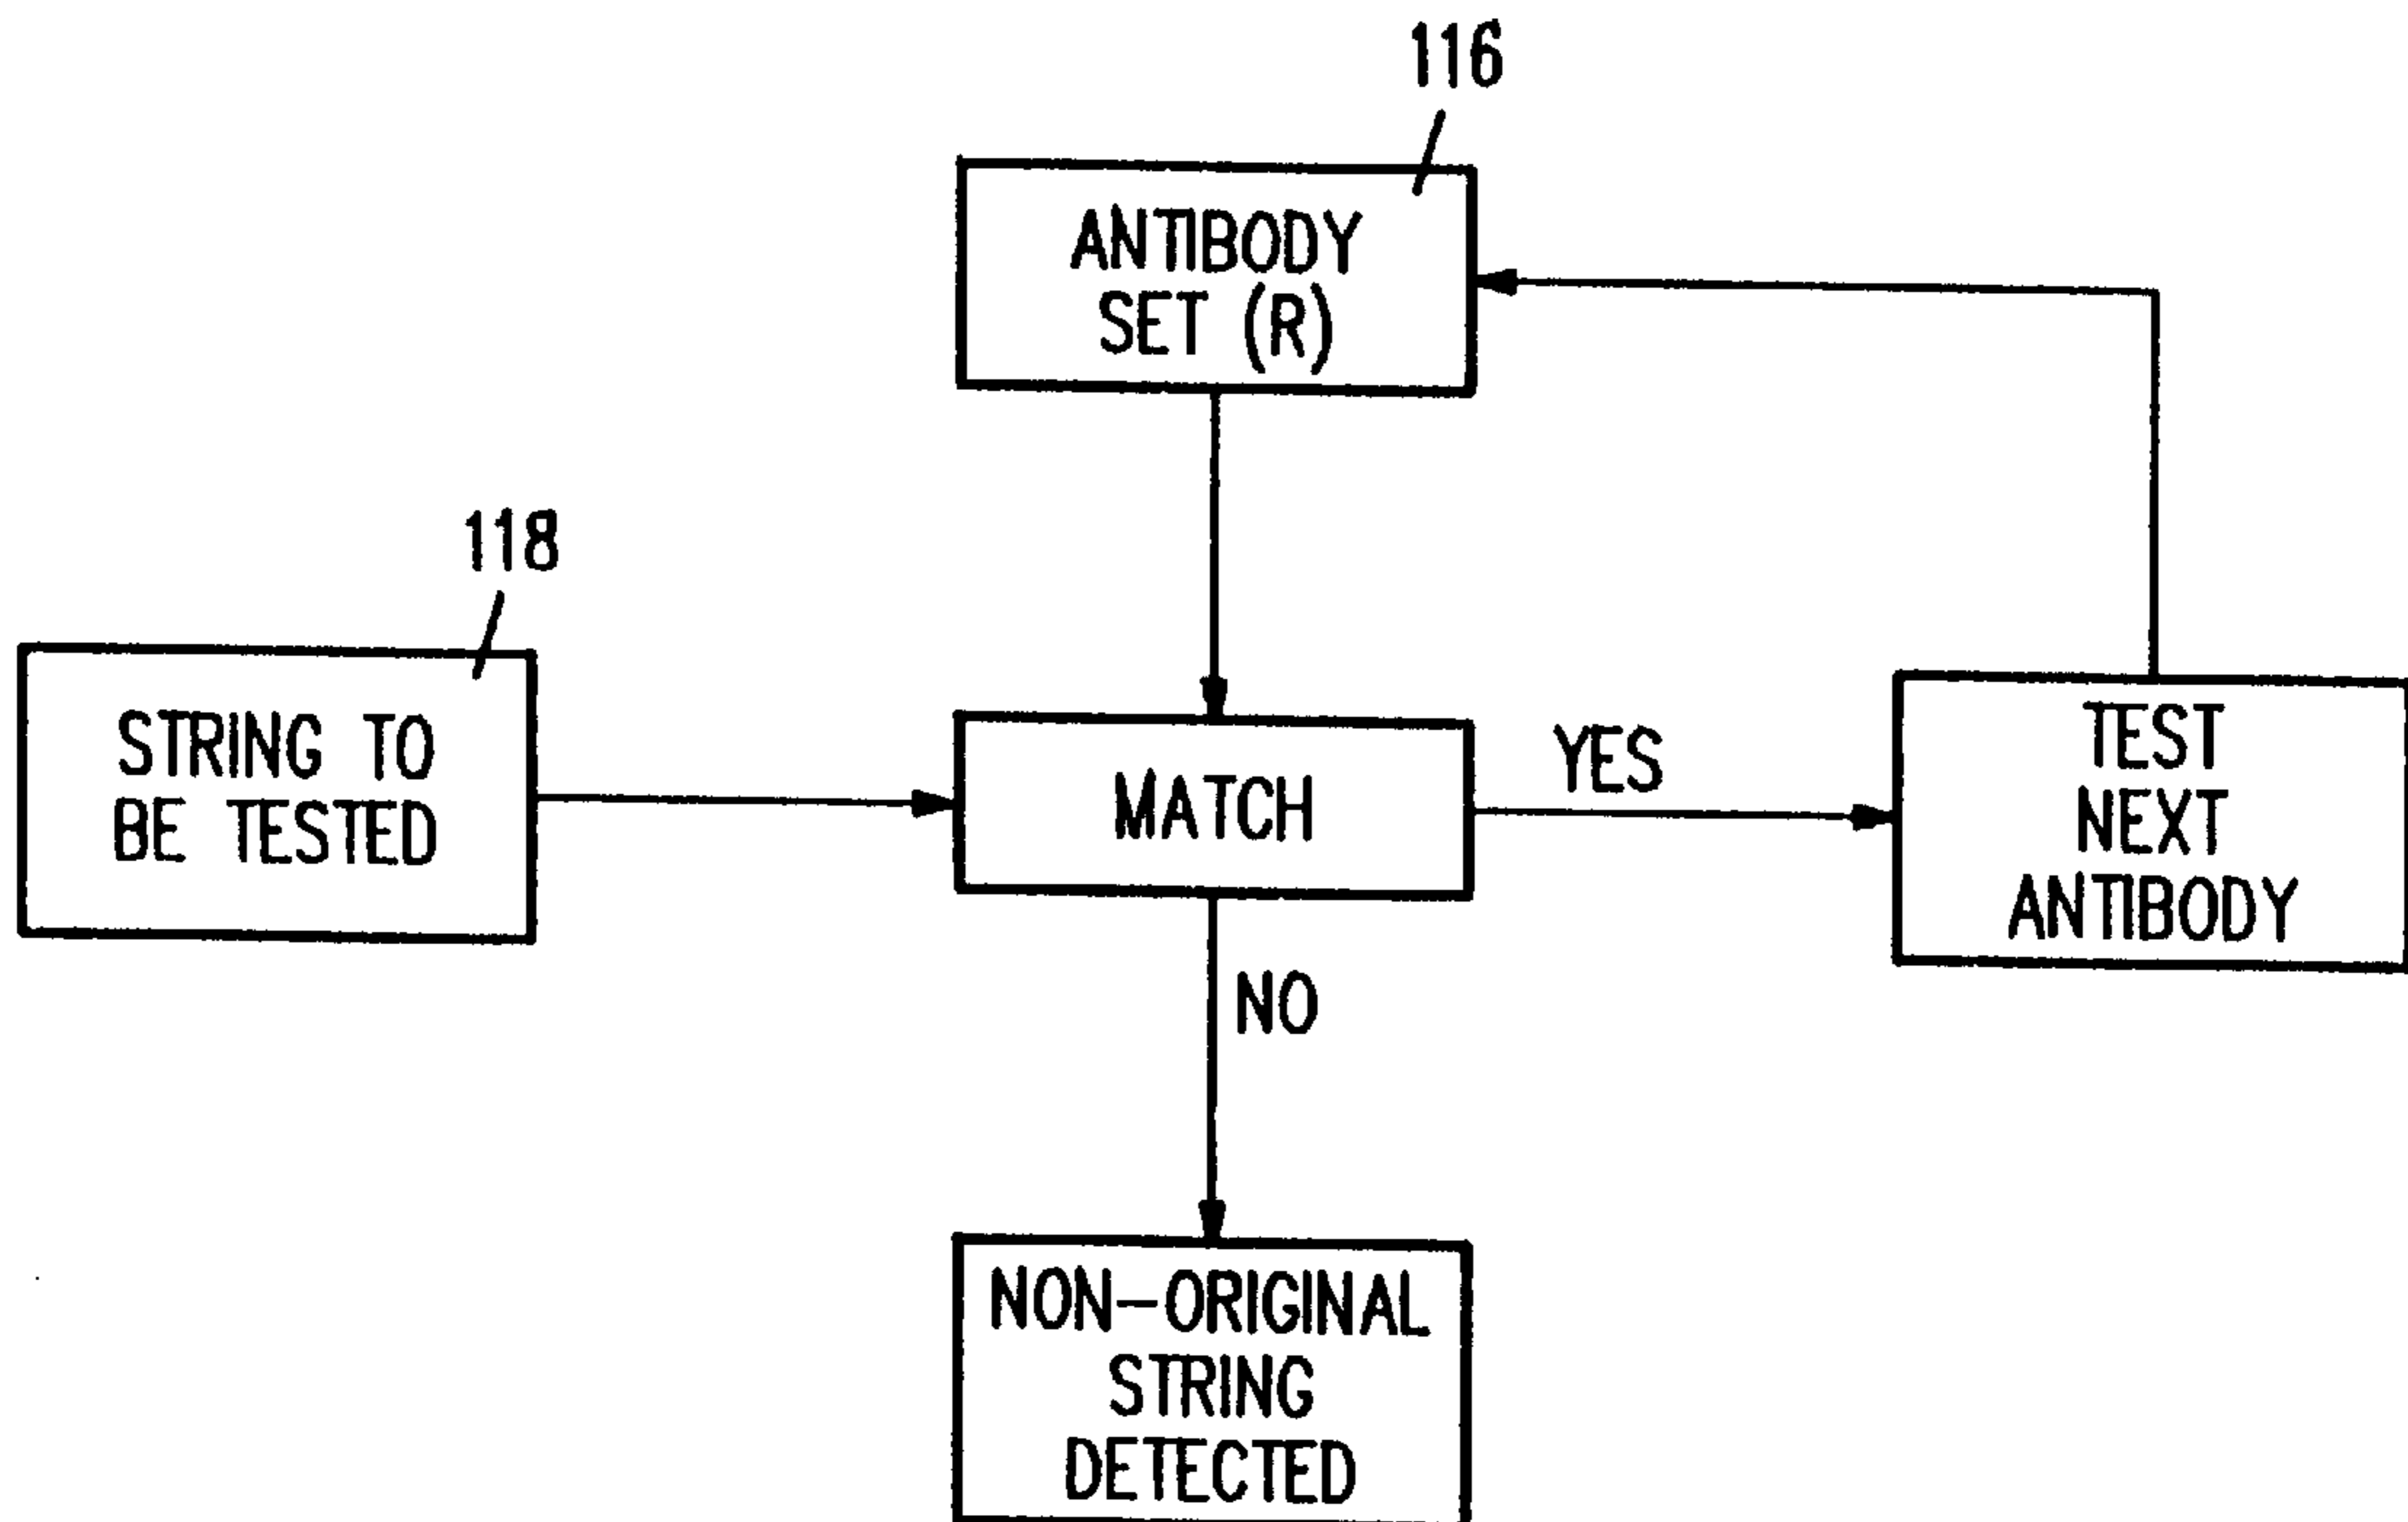 116
ANTIBODY
SET (R)
118
STRING TO
BE TESTED
MATCH
YES
TEST
NEXT
ANTIBODY
NO
NON-ORIGINAL
STRING
DETECTED